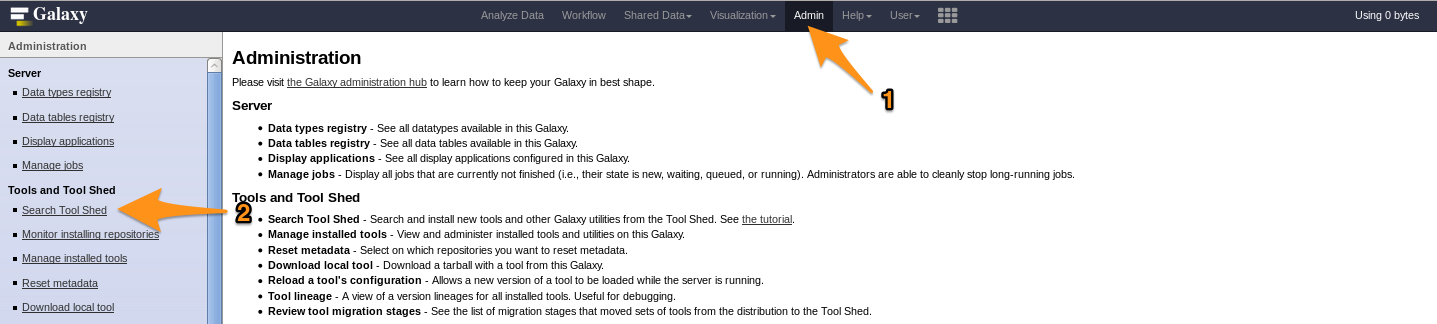 Galaxy
Analyze Data Workflow Shared Data Visualization Admin Help User Using 0 bytes
1
Administration
Server
Data types registry
Data tables registry
Display applications
Manage jobs
Tools and Tool Shed
Search Tool Shed
2
Monitor installing repositories
Manage installed tools
Reset metadata
Download local tool
Administration
Please visit the Galaxy administration hub to learn how to keep your Galaxy in best shape.
Server
• Data types registry - See all datatypes available in this Galaxy.
• Data tables registry - See all data tables available in this Galaxy.
• Display applications - See all display applications configured in this Galaxy.
• Manage jobs - Display all jobs that are currently not finished (i.e., their state is new, waiting, queued, or running). Administrators are able to cleanly stop long-running jobs.
Tools and Tool Shed
• Search Tool Shed - Search and install new tools and other Galaxy utilities from the Tool Shed. See the tutorial.
• Manage installed tools - View and administer installed tools and utilities on this Galaxy.
• Reset metadata - Select on which repositories you want to reset metadata.
• Download local tool - Download a tarball with a tool from this Galaxy.
• Reload a tool's configuration - Allows a new version of a tool to be loaded while the server is running.
• Tool lineage - A view of a version lineages for all installed tools. Useful for debugging.
• Review tool migration stages - See the list of migration stages that moved sets of tools from the distribution to the Tool Shed.